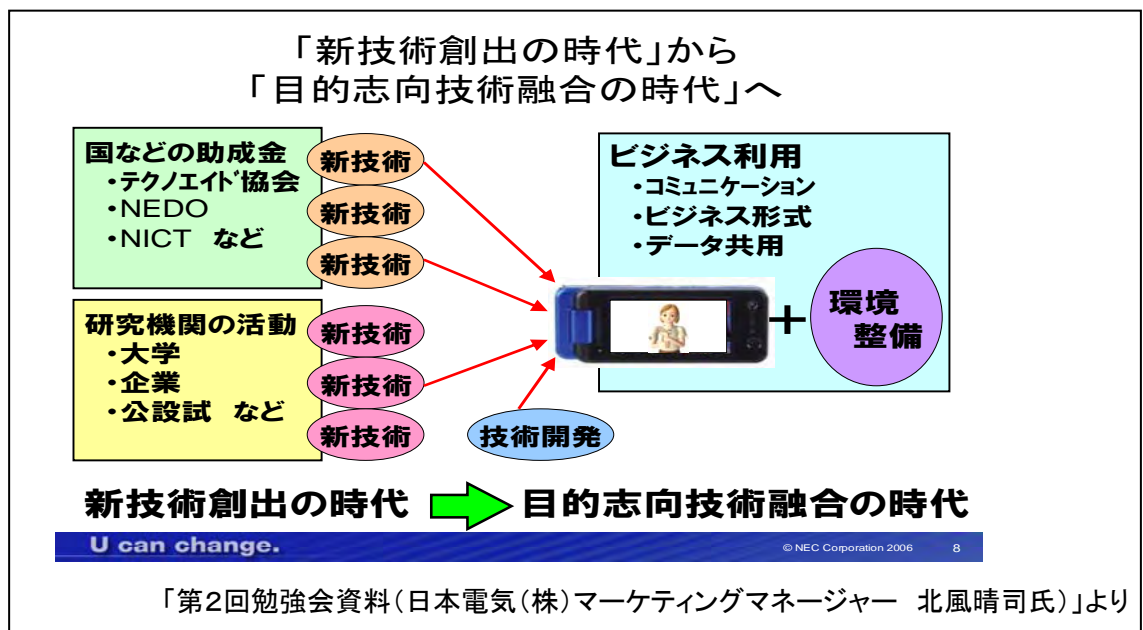 「新技術創出の時代」から
「目的志向技術融合の時代」へ
国などの助成金
・テクノエイド協会
・NEDO
・NICT など
新技術
新技術
新技術
研究機関の活動
・大学
・企業
・公設試 など
新技術
新技術
新技術
技術開発
ビジネス利用
・コミュニケーション
・ビジネス形式
・データ共用
+
環境
整備
新技術創出の時代
目的志向技術融合の時代
U can change.
© NEC Corporation 2006
8
「第2回勉強会資料(日本電気(株)マーケティングマネージャー 北風晴司氏)」より